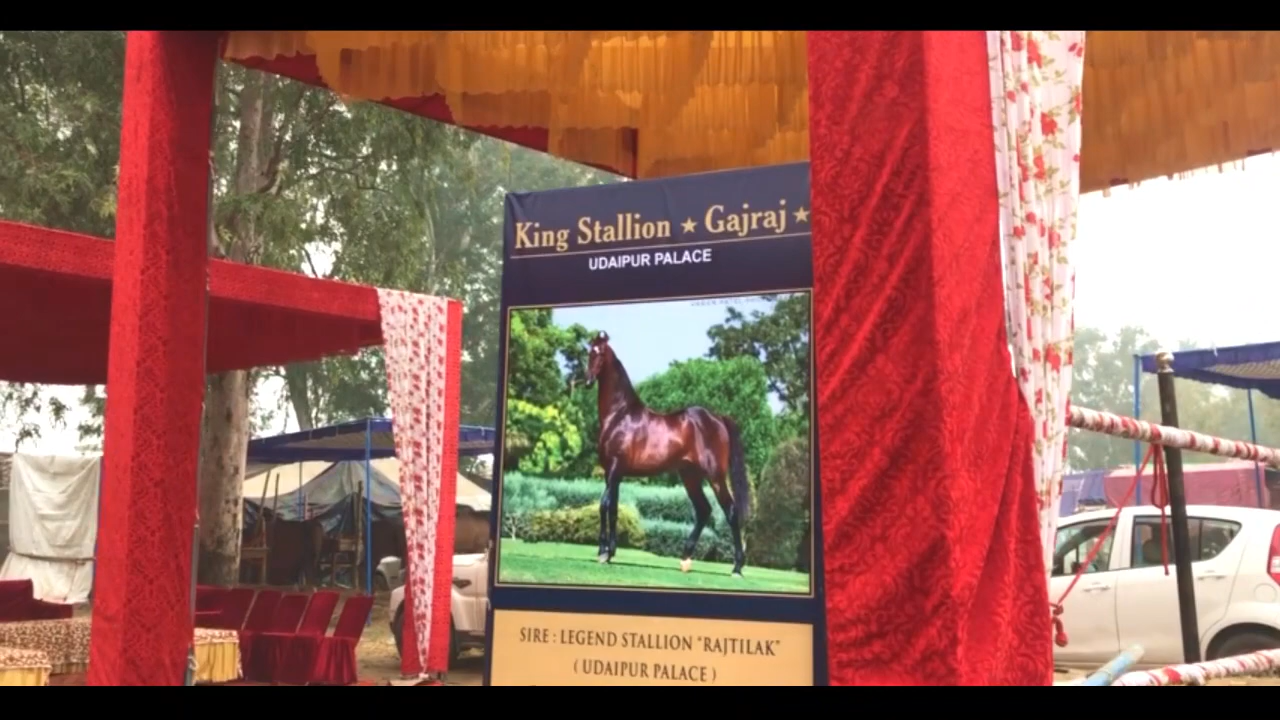 King Stallion ★ Gajraj ★
UDAIPUR PALACE
SIRE : LEGEND STALLION "RAJTILAK"
( UDAIPUR PALACE )